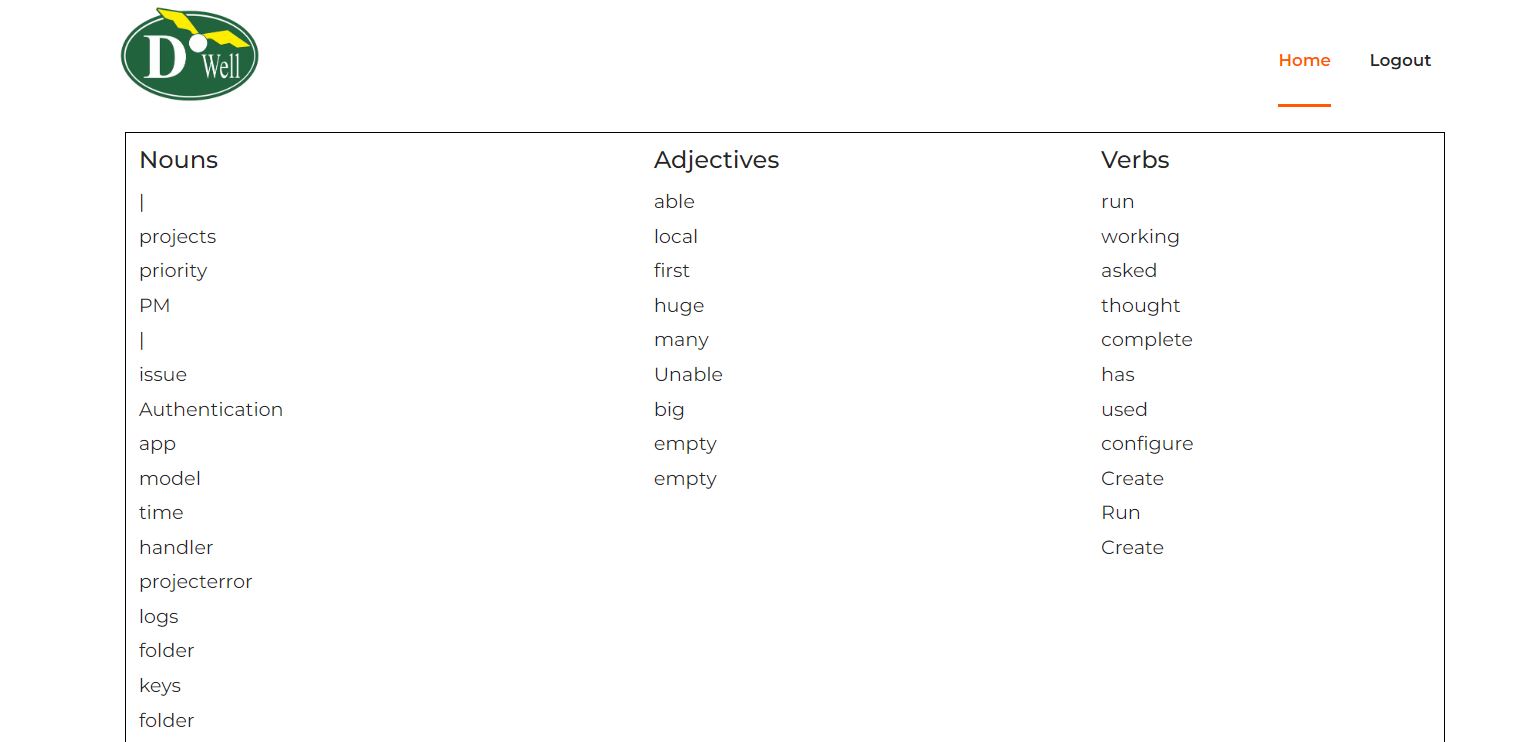 D Well
Home Logout
Nouns Adjectives Verbs
| able run
projects local working
priority first asked
PM huge thought
| many complete
issue Unable has
Authentication big used
app empty configure
model empty Create
time Run
handler Create
projecterror
logs
folder
keys
folder